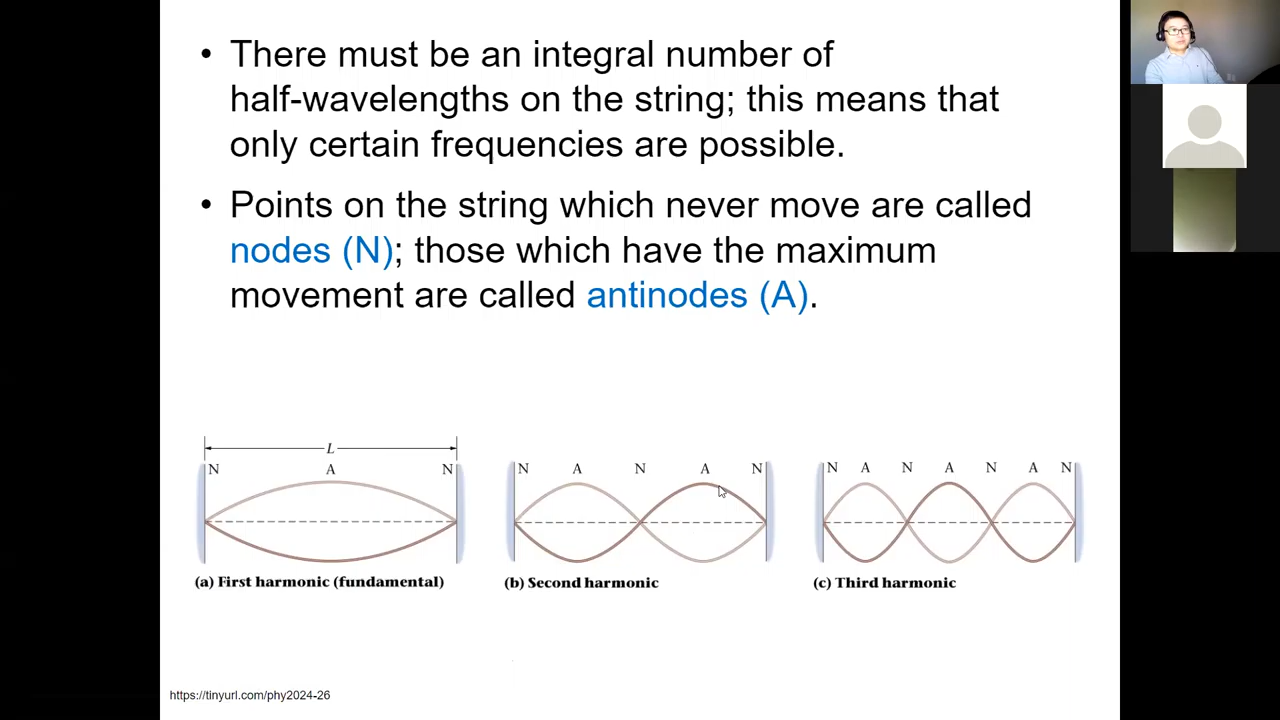 • There must be an integral number of
half-wavelengths on the string; this means that
only certain frequencies are possible.
• Points on the string which never move are called
nodes (N); those which have the maximum
movement are called antinodes (A).
L
N A N
N A N A N
N A N A N A N
(a) First harmonic (fundamental)
(b) Second harmonic
(c) Third harmonic
https://tinyurl.com/phy2024-26